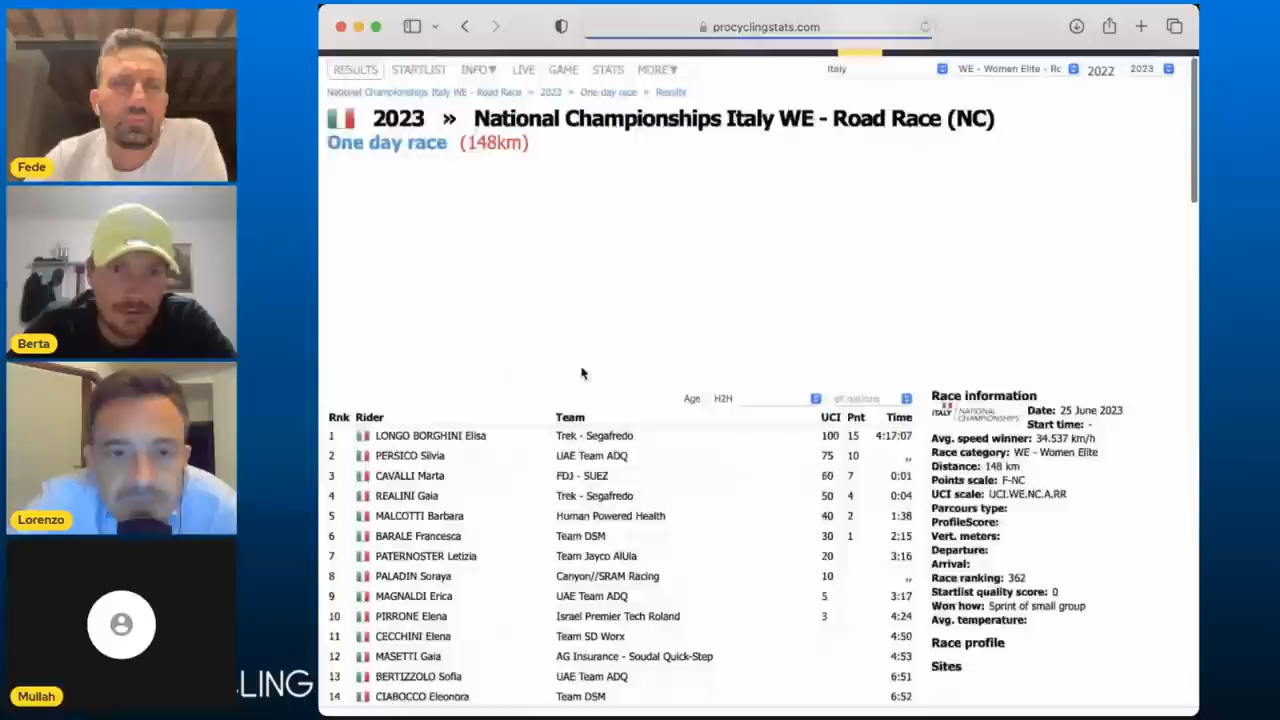 Fede
Berta
Lorenzo
Mullah
LING
procyclingstats.com
RESULTS STARTLIST INFO▼ LIVE GAME STATS MORE▼
Italy WE - Women Elite - Rc 2022 2023
National Championships Italy WE - Road Race » 2023 » One day race » Results
2023 » National Championships Italy WE - Road Race (NC)
One day race (148km)
Age H2H all nations
Rnk Rider Team UCI Pnt Time
1 LONGO BORGHINI Elisa Trek - Segafredo 100 15 4:17:07
2 PERSICO Silvia UAE Team ADQ 75 10 ,,
3 CAVALLI Marta FDJ - SUEZ 60 7 0:01
4 REALINI Gaia Trek - Segafredo 50 4 0:04
5 MALCOTTI Barbara Human Powered Health 40 2 1:38
6 BARALE Francesca Team DSM 30 1 2:15
7 PATERNOSTER Letizia Team Jayco AlUla 20 3:16
8 PALADIN Soraya Canyon//SRAM Racing 10 ,,
9 MAGNALDI Erica UAE Team ADQ 5 3:17
10 PIRRONE Elena Israel Premier Tech Roland 3 4:24
11 CECCHINI Elena Team SD Worx 4:50
12 MASETTI Gaia AG Insurance - Soudal Quick-Step 4:53
13 BERTIZZOLO Sofia UAE Team ADQ 6:51
14 CIABOCCO Eleonora Team DSM 6:52
Race information
ITALY NATIONAL CHAMPIONSHIPS
Date: 25 June 2023
Start time: -
Avg. speed winner: 34.537 km/h
Race category: WE - Women Elite
Distance: 148 km
Points scale: F-NC
UCI scale: UCI.WE.NC.A.RR
Parcours type:
ProfileScore:
Vert. meters:
Departure:
Arrival:
Race ranking: 362
Startlist quality score: 0
Won how: Sprint of small group
Avg. temperature:
Race profile
Sites